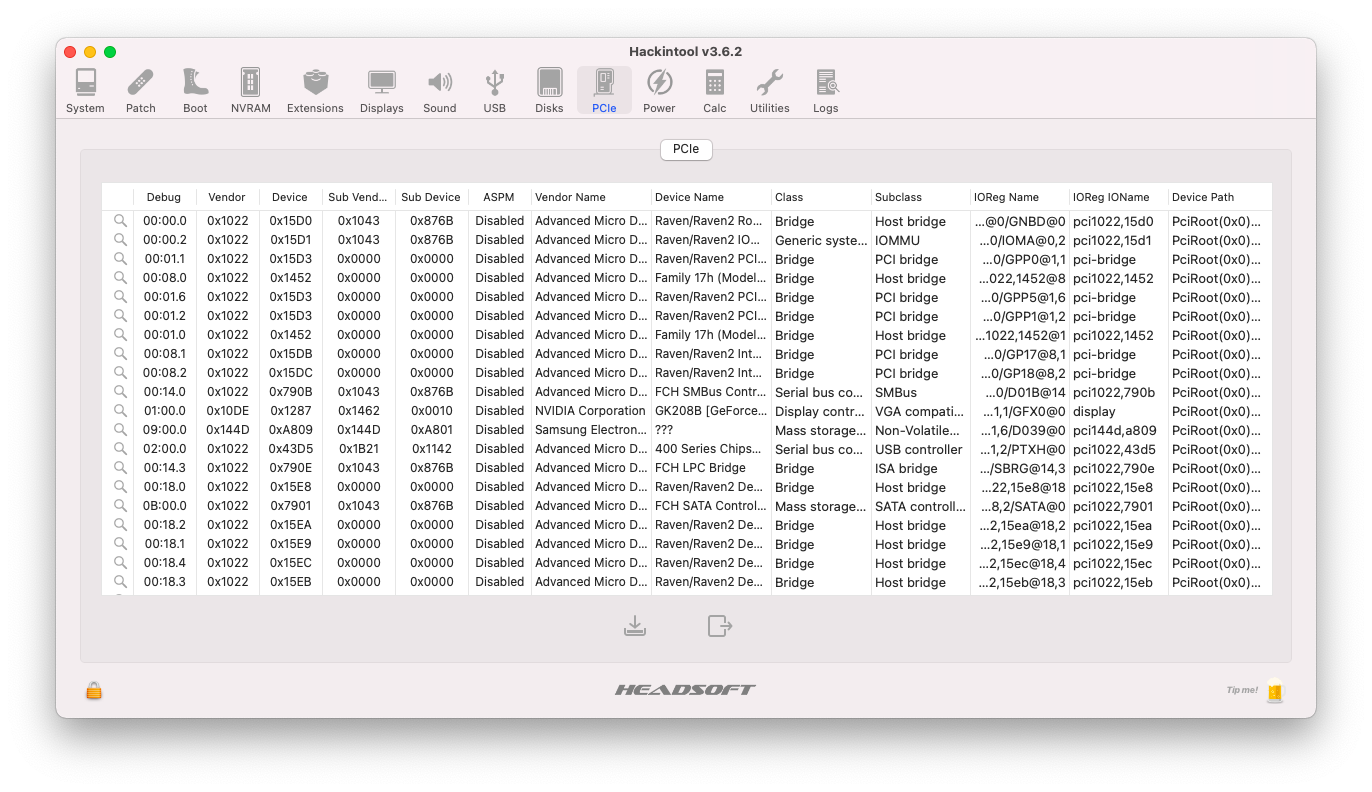 Hackintool v3.6.2
System Patch Boot NVRAM Extensions Displays Sound USB Disks PCIe Power Calc Utilities Logs
PCIe
Debug Vendor Device Sub Vend... Sub Device ASPM Vendor Name Device Name Class Subclass IOReg Name IOReg IOName Device Path
00:00.0 0x1022 0x15D0 0x1043 0x876B Disabled Advanced Micro D... Raven/Raven2 Ro... Bridge Host bridge ...@0/GNBD@0 pci1022,15d0 PciRoot(0x0)...
00:00.2 0x1022 0x15D1 0x1043 0x876B Disabled Advanced Micro D... Raven/Raven2 IO... Generic syste... IOMMU ...0/IOMA@0,2 pci1022,15d1 PciRoot(0x0)...
00:01.1 0x1022 0x15D3 0x0000 0x0000 Disabled Advanced Micro D... Raven/Raven2 PCI... Bridge PCI bridge ...0/GPP0@1,1 pci-bridge PciRoot(0x0)...
00:08.0 0x1022 0x1452 0x0000 0x0000 Disabled Advanced Micro D... Family 17h (Model... Bridge Host bridge ...022,1452@8 pci1022,1452 PciRoot(0x0)...
00:01.6 0x1022 0x15D3 0x0000 0x0000 Disabled Advanced Micro D... Raven/Raven2 PCI... Bridge PCI bridge ...0/GPP5@1,6 pci-bridge PciRoot(0x0)...
00:01.2 0x1022 0x15D3 0x0000 0x0000 Disabled Advanced Micro D... Raven/Raven2 PCI... Bridge PCI bridge ...0/GPP1@1,2 pci-bridge PciRoot(0x0)...
00:01.0 0x1022 0x1452 0x0000 0x0000 Disabled Advanced Micro D... Family 17h (Model... Bridge Host bridge ...1022,1452@1 pci1022,1452 PciRoot(0x0)...
00:08.1 0x1022 0x15DB 0x0000 0x0000 Disabled Advanced Micro D... Raven/Raven2 Int... Bridge PCI bridge ...0/GP17@8,1 pci-bridge PciRoot(0x0)...
00:08.2 0x1022 0x15DC 0x0000 0x0000 Disabled Advanced Micro D... Raven/Raven2 Int... Bridge PCI bridge ...0/GP18@8,2 pci-bridge PciRoot(0x0)...
00:14.0 0x1022 0x790B 0x1043 0x876B Disabled Advanced Micro D... FCH SMBus Contr... Serial bus co... SMBus ...0/D01B@14 pci1022,790b PciRoot(0x0)...
01:00.0 0x10DE 0x1287 0x1462 0x0010 Disabled NVIDIA Corporation GK208B [GeForce... Display contr... VGA compati... ...1,1/GFX0@0 display PciRoot(0x0)...
09:00.0 0x144D 0xA809 0x144D 0xA801 Disabled Samsung Electron... ??? Mass storage... Non-Volatile... ...1,6/D039@0 pci144d,a809 PciRoot(0x0)...
02:00.0 0x1022 0x43D5 0x1B21 0x1142 Disabled Advanced Micro D... 400 Series Chips... Serial bus co... USB controller ...1,2/PTXH@0 pci1022,43d5 PciRoot(0x0)...
00:14.3 0x1022 0x790E 0x1043 0x876B Disabled Advanced Micro D... FCH LPC Bridge Bridge ISA bridge .../SBRG@14,3 pci1022,790e PciRoot(0x0)...
00:18.0 0x1022 0x15E8 0x0000 0x0000 Disabled Advanced Micro D... Raven/Raven2 De... Bridge Host bridge ...22,15e8@18 pci1022,15e8 PciRoot(0x0)...
0B:00.0 0x1022 0x7901 0x1043 0x876B Disabled Advanced Micro D... FCH SATA Control... Mass storage... SATA controll... ...8,2/SATA@0 pci1022,7901 PciRoot(0x0)...
00:18.2 0x1022 0x15EA 0x0000 0x0000 Disabled Advanced Micro D... Raven/Raven2 De... Bridge Host bridge ...2,15ea@18,2 pci1022,15ea PciRoot(0x0)...
00:18.1 0x1022 0x15E9 0x0000 0x0000 Disabled Advanced Micro D... Raven/Raven2 De... Bridge Host bridge ...2,15e9@18,1 pci1022,15e9 PciRoot(0x0)...
00:18.4 0x1022 0x15EC 0x0000 0x0000 Disabled Advanced Micro D... Raven/Raven2 De... Bridge Host bridge ...2,15ec@18,4 pci1022,15ec PciRoot(0x0)...
00:18.3 0x1022 0x15EB 0x0000 0x0000 Disabled Advanced Micro D... Raven/Raven2 De... Bridge Host bridge ...2,15eb@18,3 pci1022,15eb PciRoot(0x0)...
HEADSOFT
Tip me!